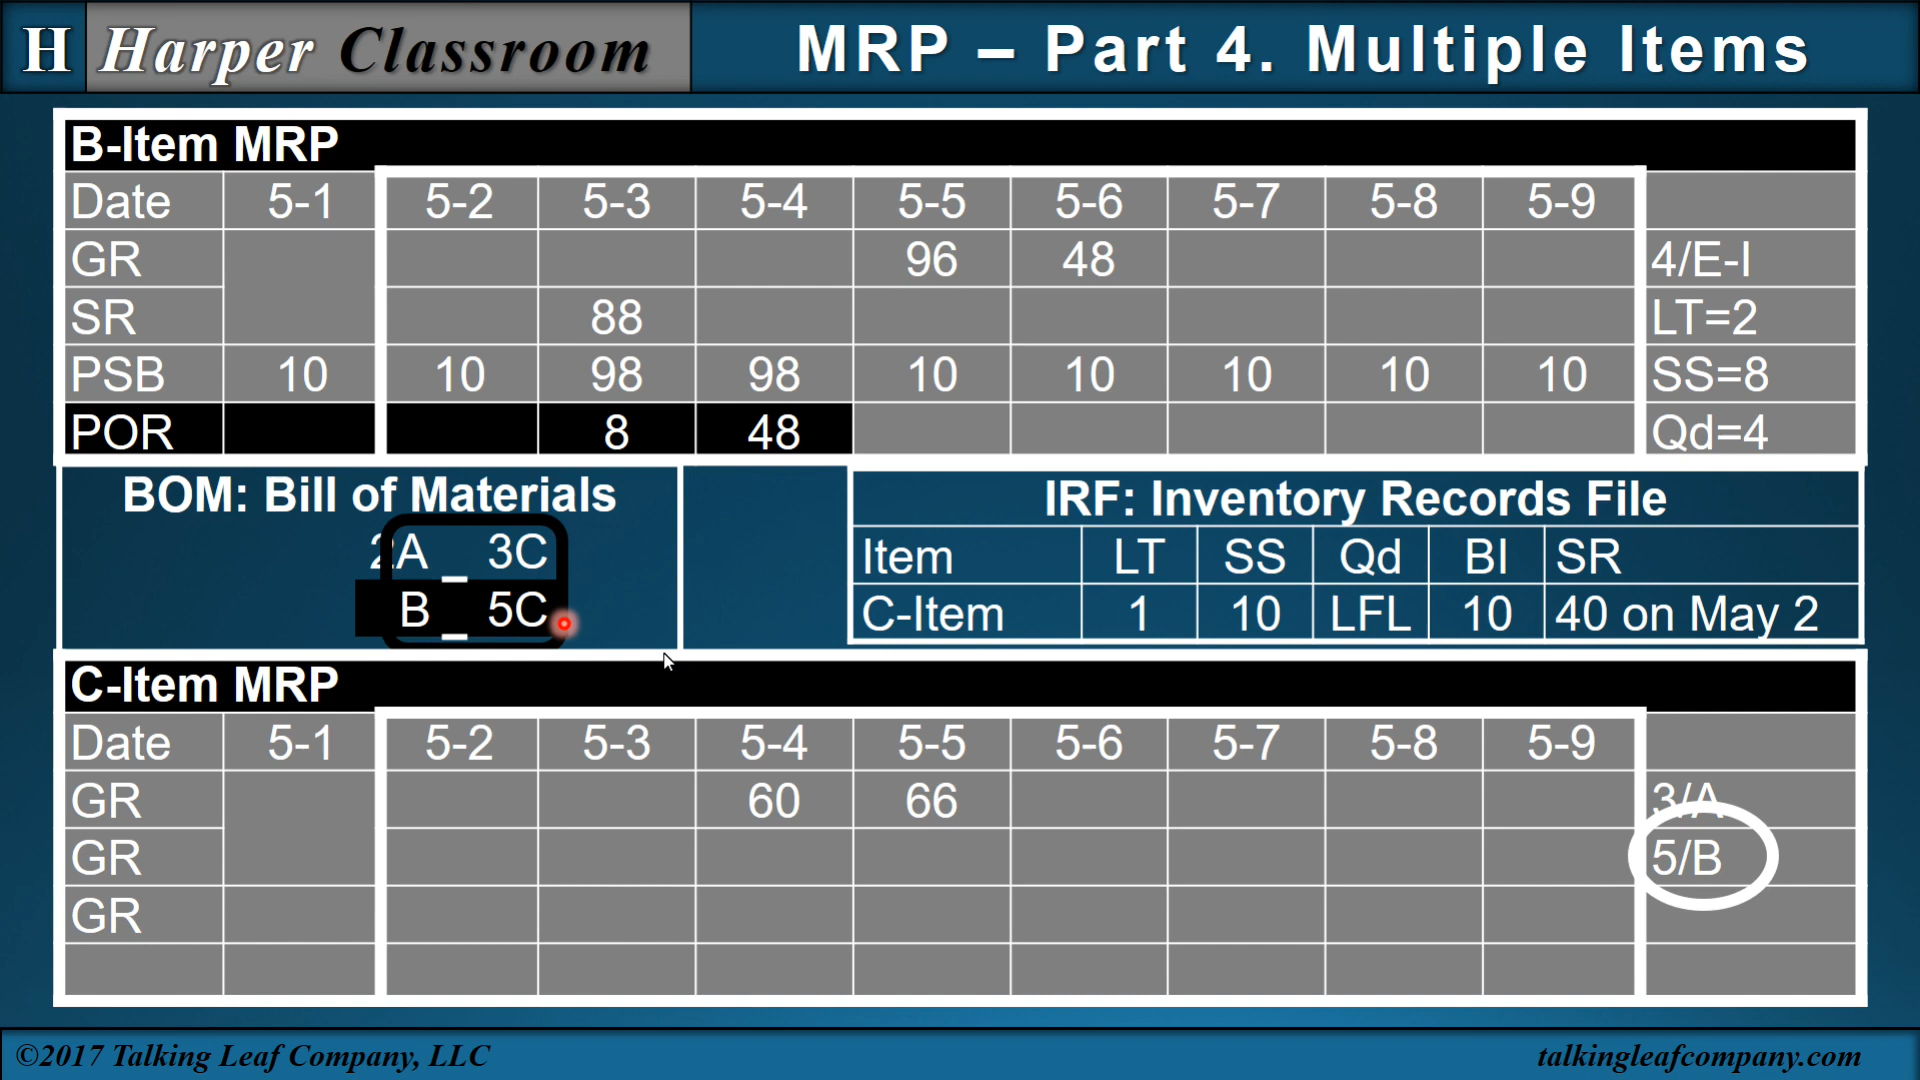 H Harper Classroom MRP – Part 4. Multiple Items
B-Item MRP
Date 5-1 5-2 5-3 5-4 5-5 5-6 5-7 5-8 5-9
GR 96 48 4/E-I
SR 88 LT=2
PSB 10 10 98 98 10 10 10 10 10 SS=8
POR 8 48 Qd=4
BOM: Bill of Materials
2A _ 3C
B _ 5C
IRF: Inventory Records File
Item LT SS Qd BI SR
C-Item 1 10 LFL 10 40 on May 2
C-Item MRP
Date 5-1 5-2 5-3 5-4 5-5 5-6 5-7 5-8 5-9
GR 60 66 3/A
GR 5/B
GR
©2017 Talking Leaf Company, LLC talkingleafcompany.com